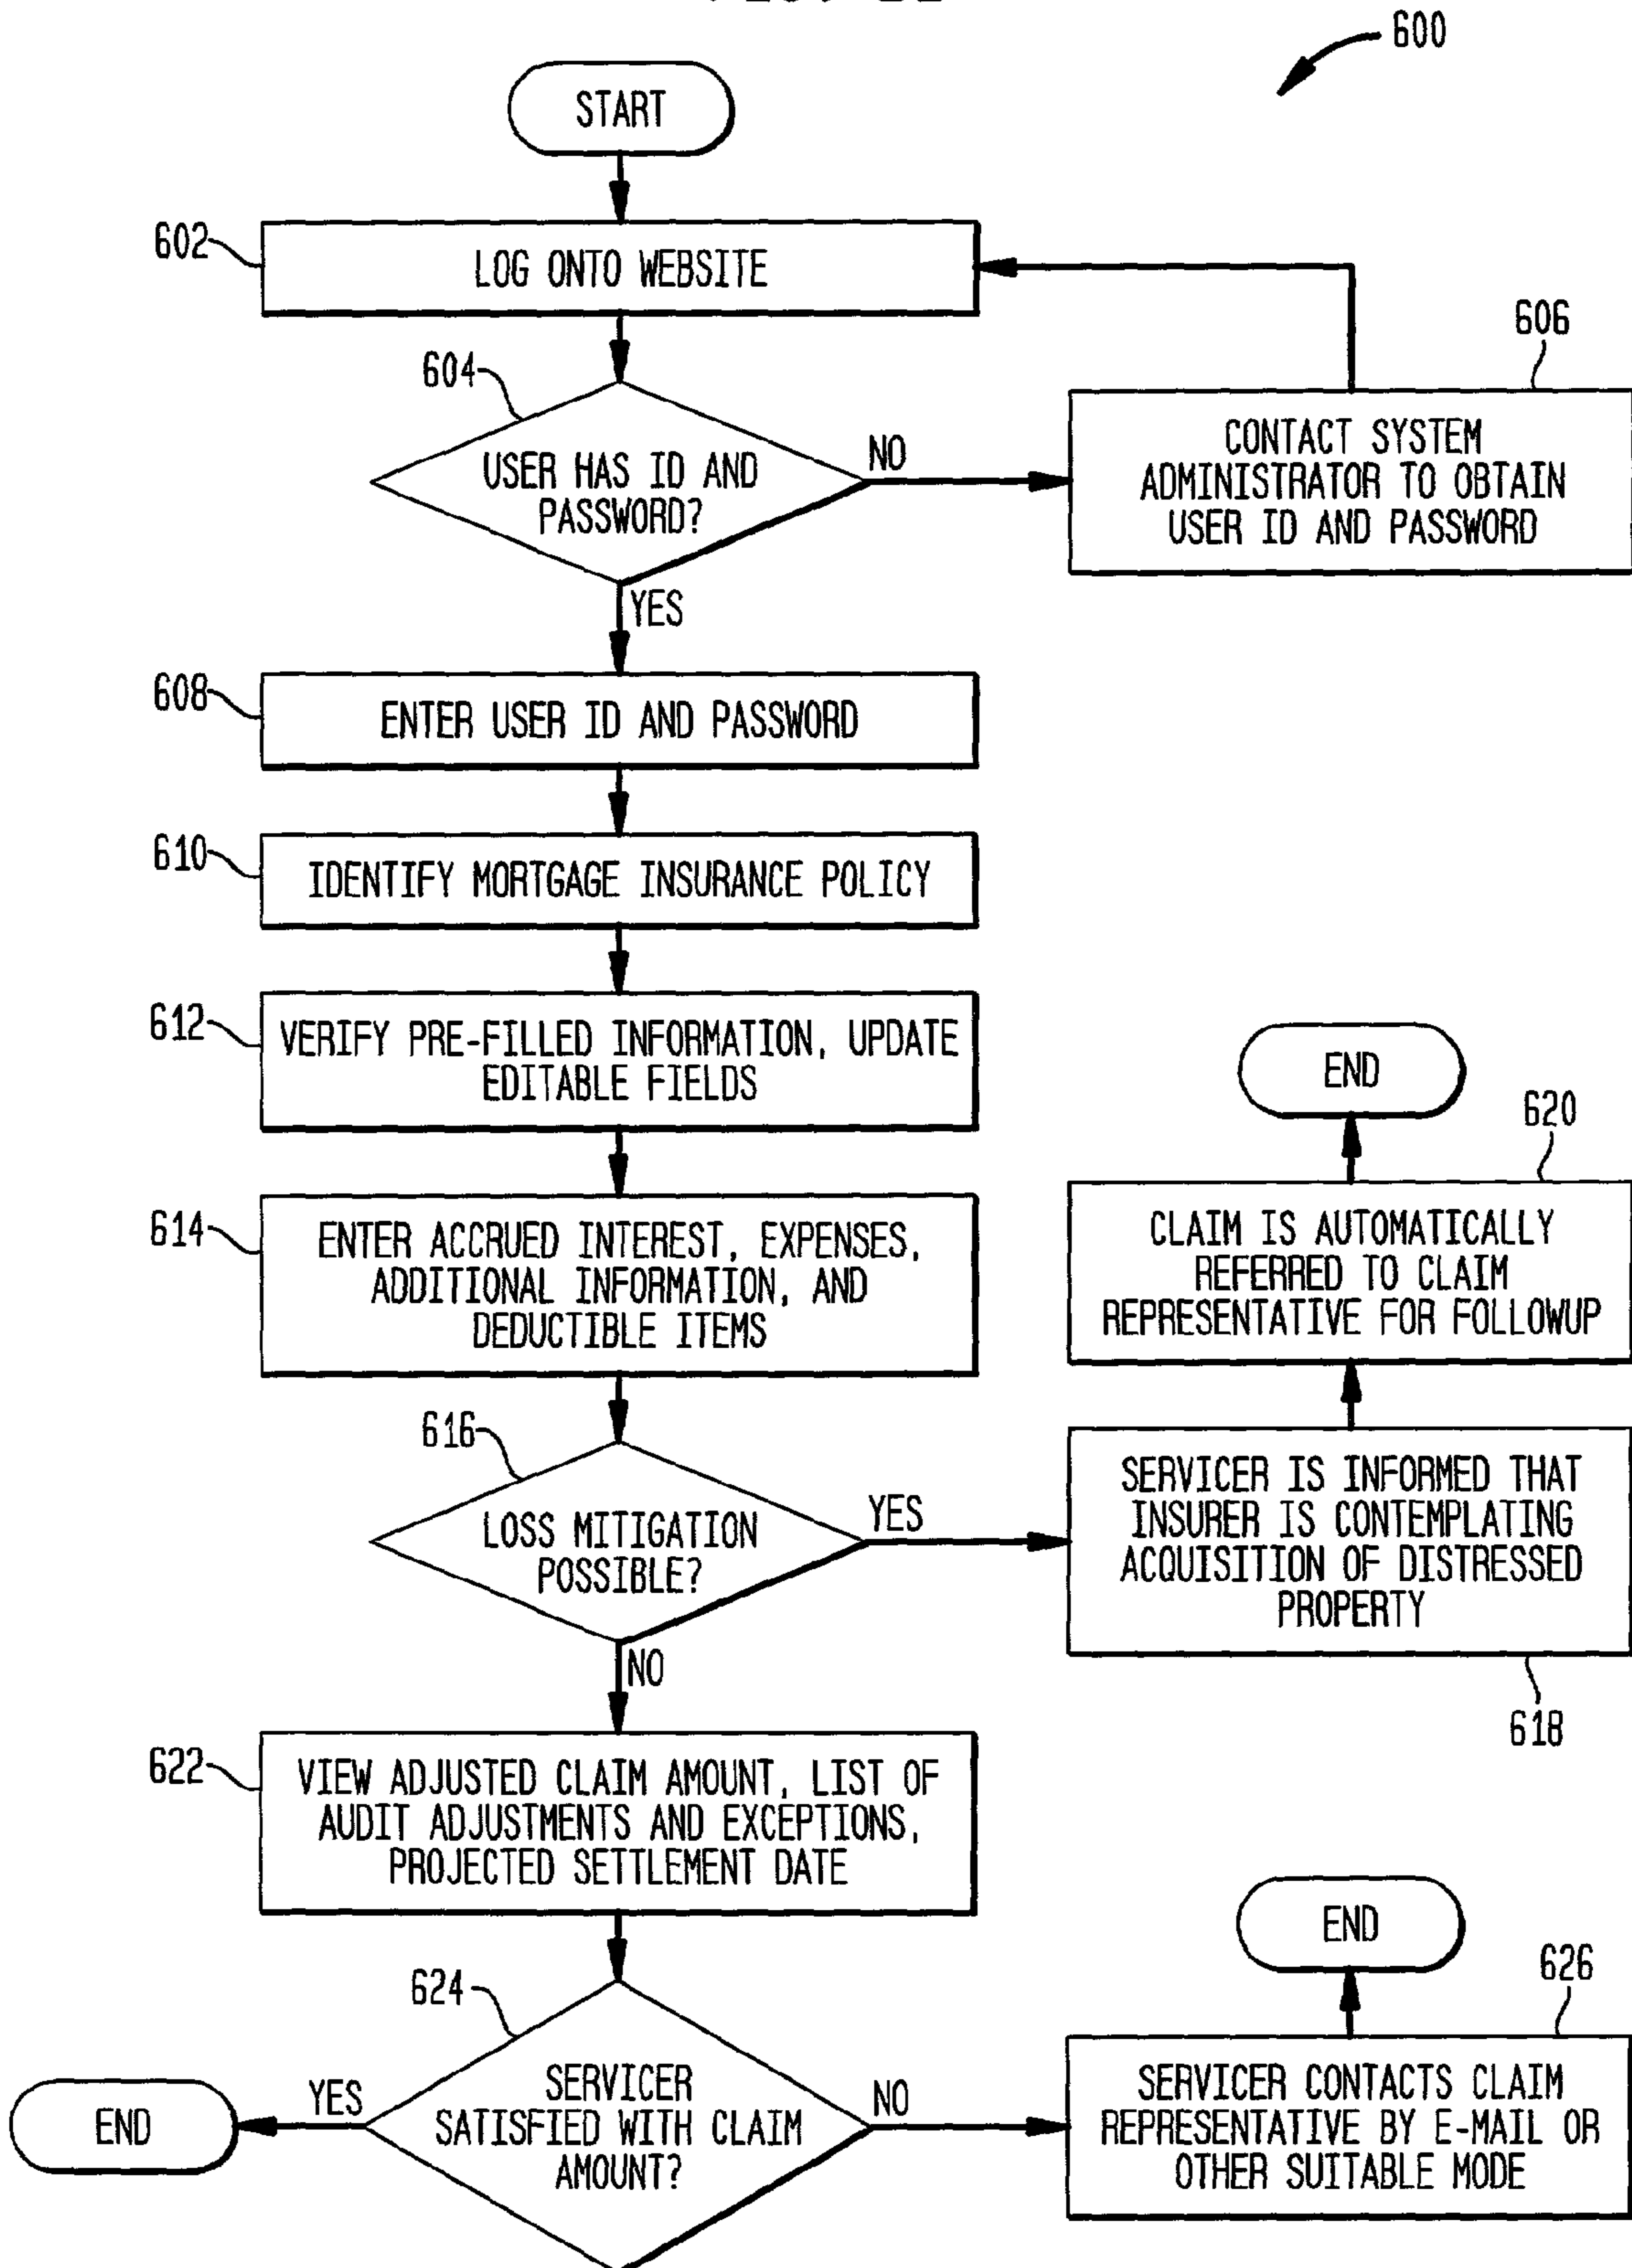 600
START
602
LOG ONTO WEBSITE
604
USER HAS ID AND
PASSWORD?
NO
606
CONTACT SYSTEM
ADMINISTRATOR TO OBTAIN
USER ID AND PASSWORD
YES
608
ENTER USER ID AND PASSWORD
610
IDENTIFY MORTGAGE INSURANCE POLICY
612
VERIFY PRE-FILLED INFORMATION, UPDATE
EDITABLE FIELDS
614
ENTER ACCRUED INTEREST, EXPENSES,
ADDITIONAL INFORMATION, AND
DEDUCTIBLE ITEMS
616
LOSS MITIGATION
POSSIBLE?
YES
END
620
CLAIM IS AUTOMATICALLY
REFERRED TO CLAIM
REPRESENTATIVE FOR FOLLOWUP
SERVICER IS INFORMED THAT
INSURER IS CONTEMPLATING
ACQUISITION OF DISTRESSED
PROPERTY
618
NO
622
VIEW ADJUSTED CLAIM AMOUNT, LIST OF
AUDIT ADJUSTMENTS AND EXCEPTIONS,
PROJECTED SETTLEMENT DATE
624
SERVICER
SATISFIED WITH CLAIM
AMOUNT?
YES
END
NO
END
626
SERVICER CONTACTS CLAIM
REPRESENTATIVE BY E-MAIL OR
OTHER SUITABLE MODE